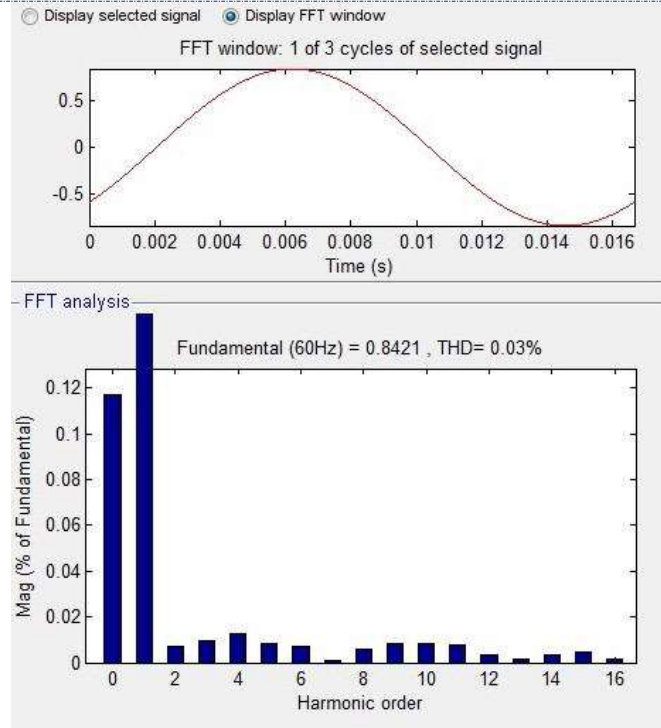 Display selected signal Display FFT window
FFT window: 1 of 3 cycles of selected signal
0.5
0
-0.5
0 0.002 0.004 0.006 0.008 0.01 0.012 0.014 0.016
Time (s)
FFT analysis
Fundamental (60Hz) = 0.8421 , THD= 0.03%
0.12
0.1
0.08
0.06
0.04
0.02
0
Mag (% of Fundamental)
0 2 4 6 8 10 12 14 16
Harmonic order